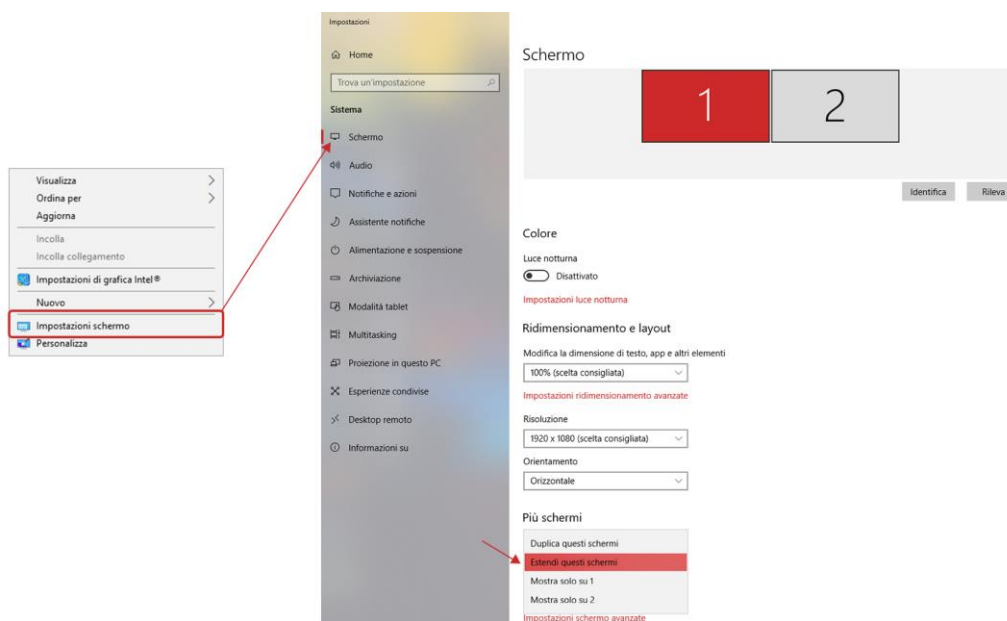 Visualizza
Ordina per
Aggiorna
Incolla
Incolla collegamento
Impostazioni di grafica Intel®
Nuovo
Impostazioni schermo
Personalizza
Impostazioni
Home
Trova un'impostazione
Sistema
Schermo
Audio
Notifiche e azioni
Assistente notifiche
Alimentazione e sospensione
Archiviazione
Modalità tablet
Multitasking
Proiezione in questo PC
Esperienze condivise
Desktop remoto
Informazioni su
Schermo
1 2
Identifica Rileva
Colore
Luce notturna
Disattivato
Impostazioni luce notturna
Ridimensionamento e layout
Modifica la dimensione di testo, app e altri elementi
100% (scelta consigliata)
Impostazioni ridimensionamento avanzate
Risoluzione
1920 x 1080 (scelta consigliata)
Orientamento
Orizzontale
Più schermi
Duplica questi schermi
Estendi questi schermi
Mostra solo su 1
Mostra solo su 2
Impostazioni schermo avanzate